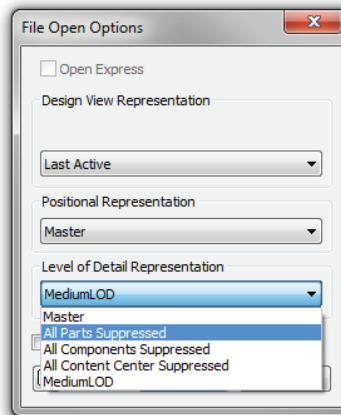 File Open Options
Open Express
Design View Representation
Last Active
Positional Representation
Master
Level of Detail Representation
MediumLOD
Master
All Parts Suppressed
All Components Suppressed
All Content Center Suppressed
MediumLOD